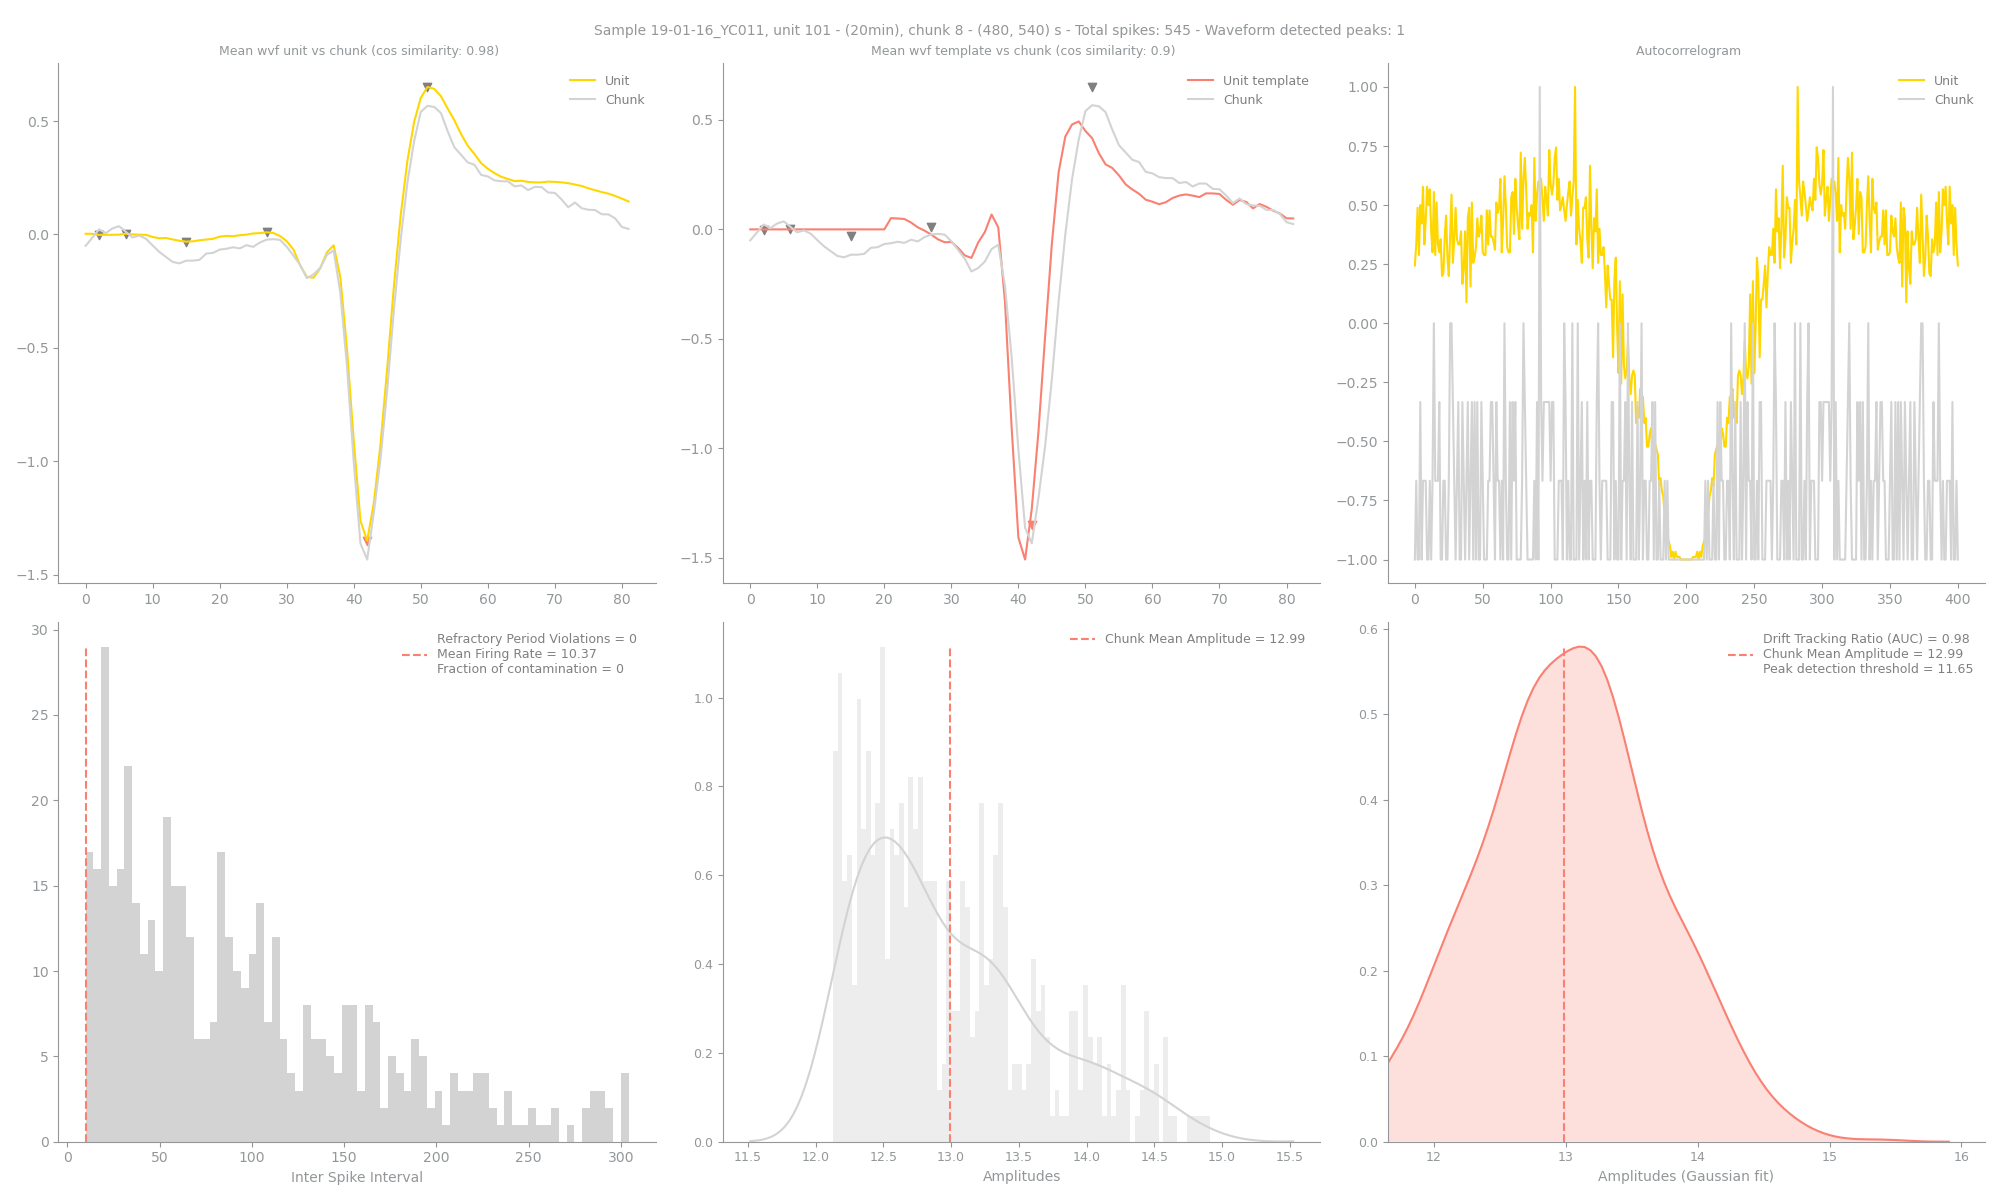 Sample 19-01-16_YC011, unit 101 - (20min), chunk 8 - (480, 540) s - Total spikes: 545 - Waveform detected peaks: 1
Mean wvf unit vs chunk (cos similarity: 0.98)
Unit
Chunk
0.5
0.0
−0.5
−1.0
−1.5
0 10 20 30 40 50 60 70 80
Mean wvf template vs chunk (cos similarity: 0.9)
Unit template
Chunk
0.5
0.0
−0.5
−1.0
−1.5
0 10 20 30 40 50 60 70 80
Autocorrelogram
Unit
Chunk
1.00
0.75
0.50
0.25
0.00
−0.25
−0.50
−0.75
−1.00
0 50 100 150 200 250 300 350 400
Refractory Period Violations = 0
Mean Firing Rate = 10.37
Fraction of contamination = 0
30
25
20
15
10
5
0
0 50 100 150 200 250 300
Inter Spike Interval
Chunk Mean Amplitude = 12.99
1.0
0.8
0.6
0.4
0.2
0.0
11.5 12.0 12.5 13.0 13.5 14.0 14.5 15.0 15.5
Amplitudes
Drift Tracking Ratio (AUC) = 0.98
Chunk Mean Amplitude = 12.99
Peak detection threshold = 11.65
0.6
0.5
0.4
0.3
0.2
0.1
0.0
12 13 14 15 16
Amplitudes (Gaussian fit)